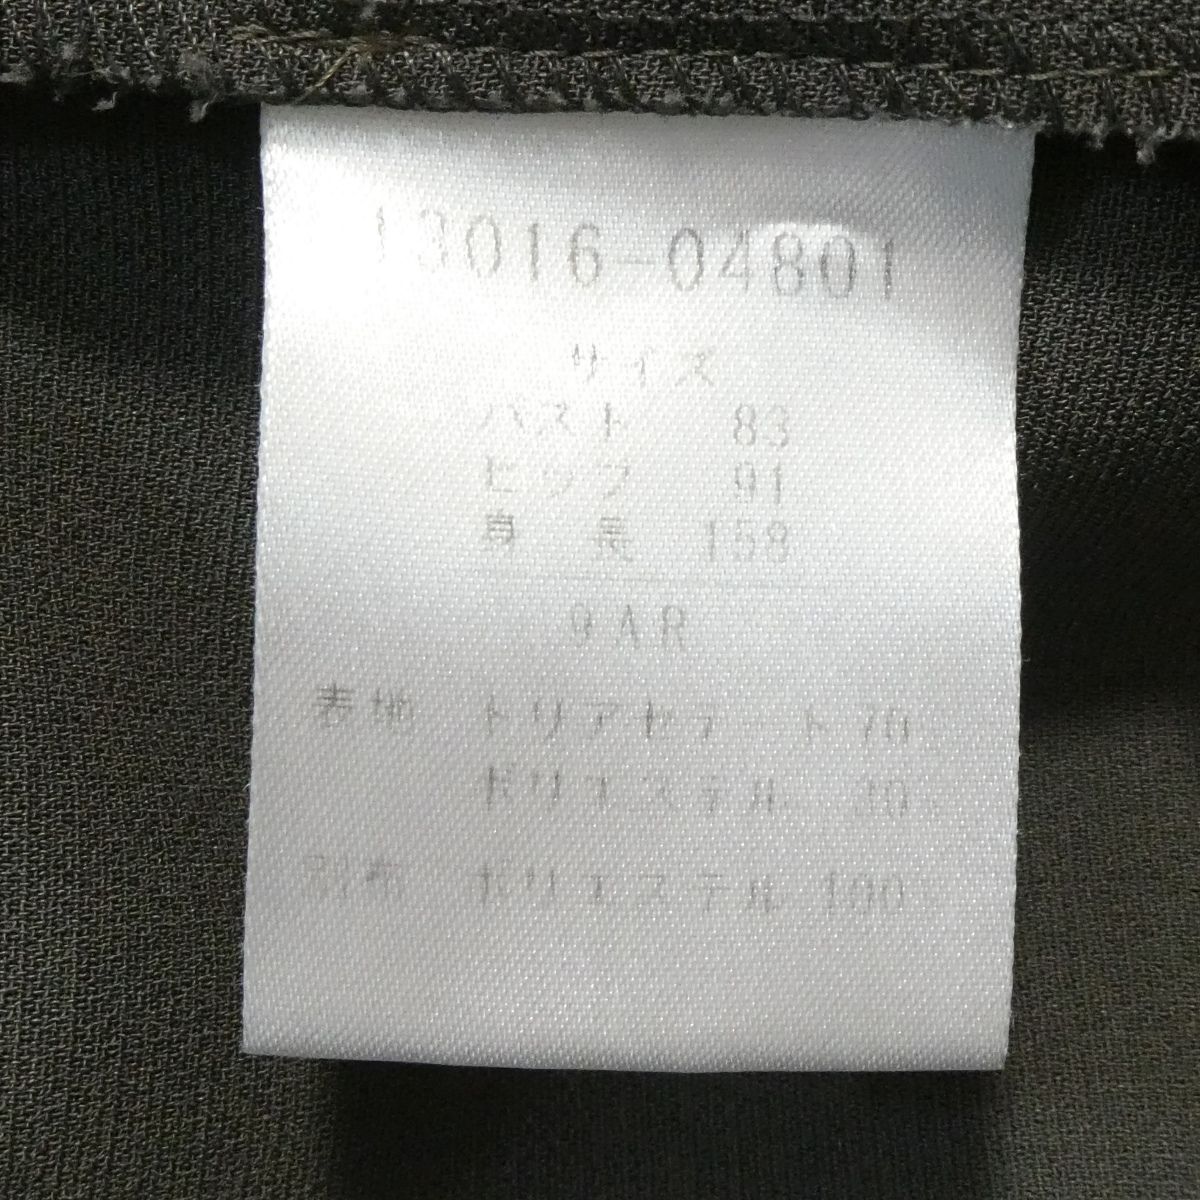 13016-04801
サイズ
バスト 83
ヒップ 91
身長 158
9AR
表地 トリアセテート 70
ポリエステル 30
別布 ポリエステル 100